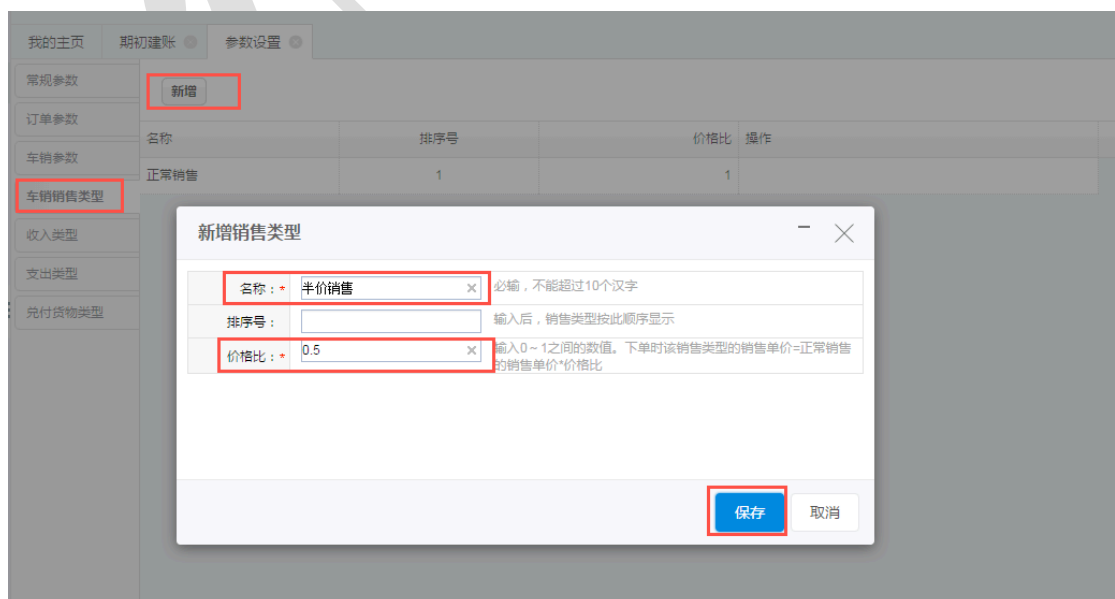 我的主页 期初建账 参数设置
常规参数
新增
订单参数
名称 排序号 价格比 操作
车销参数
正常销售 1 1
车销销售类型
收入类型
支出类型
兑付货物类型
新增销售类型
名称：* 半价销售 必输，不能超过10个汉字
排序号： 输入后，销售类型按此顺序显示
价格比：* 0.5 输入0～1之间的数值。下单时该销售类型的销售单价=正常销售
的销售单价*价格比
保存 取消